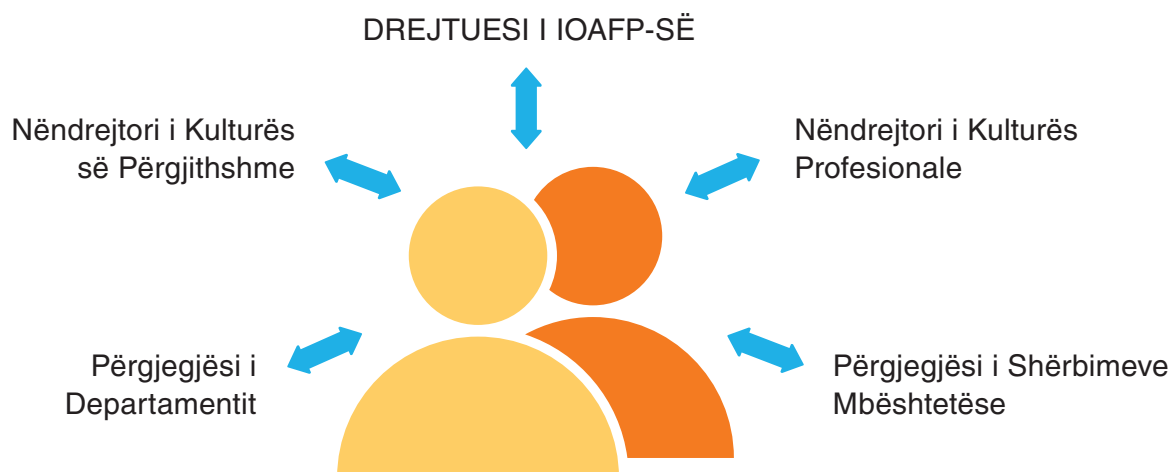 DREJTUESI I IOAFP-SË
Nëndrejtori i Kulturës
së Përgjithshme
Nëndrejtori i Kulturës
Profesionale
Përgjegjësi i
Departamentit
Përgjegjësi i Shërbimeve
Mbështetëse